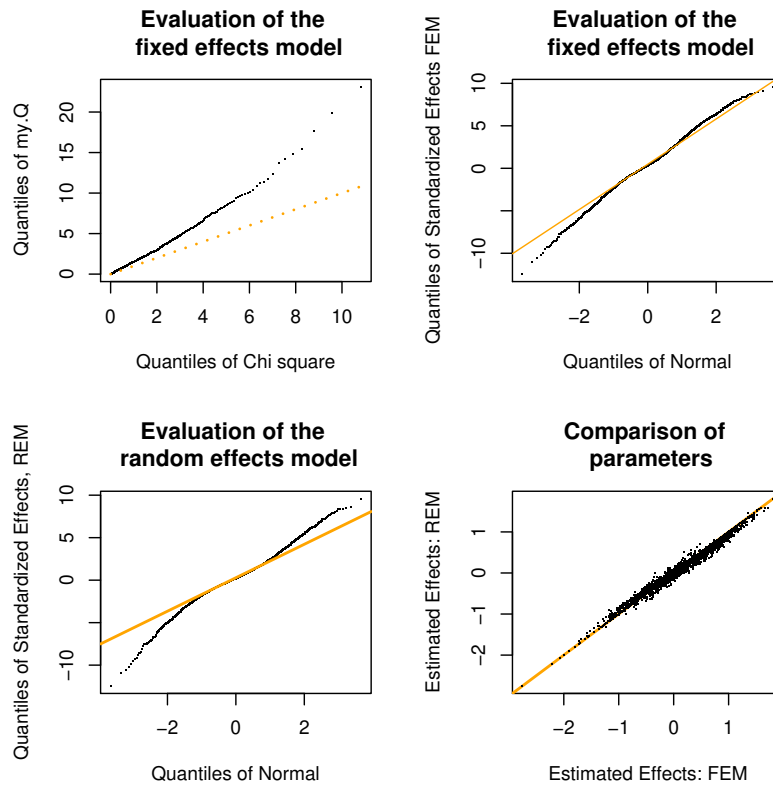 Evaluation of the
fixed effects model
Quantiles of my.Q
20
15
10
5
0
0 2 4 6 8 10
Quantiles of Chi square
Evaluation of the
fixed effects model
Quantiles of Standardized Effects FEM
10
5
0
−10
−2 0 2
Quantiles of Normal
Evaluation of the
random effects model
Quantiles of Standardized Effects, REM
10
5
0
−10
−2 0 2
Quantiles of Normal
Comparison of
parameters
Estimated Effects: REM
1
0
−1
−2
−2 −1 0 1
Estimated Effects: FEM